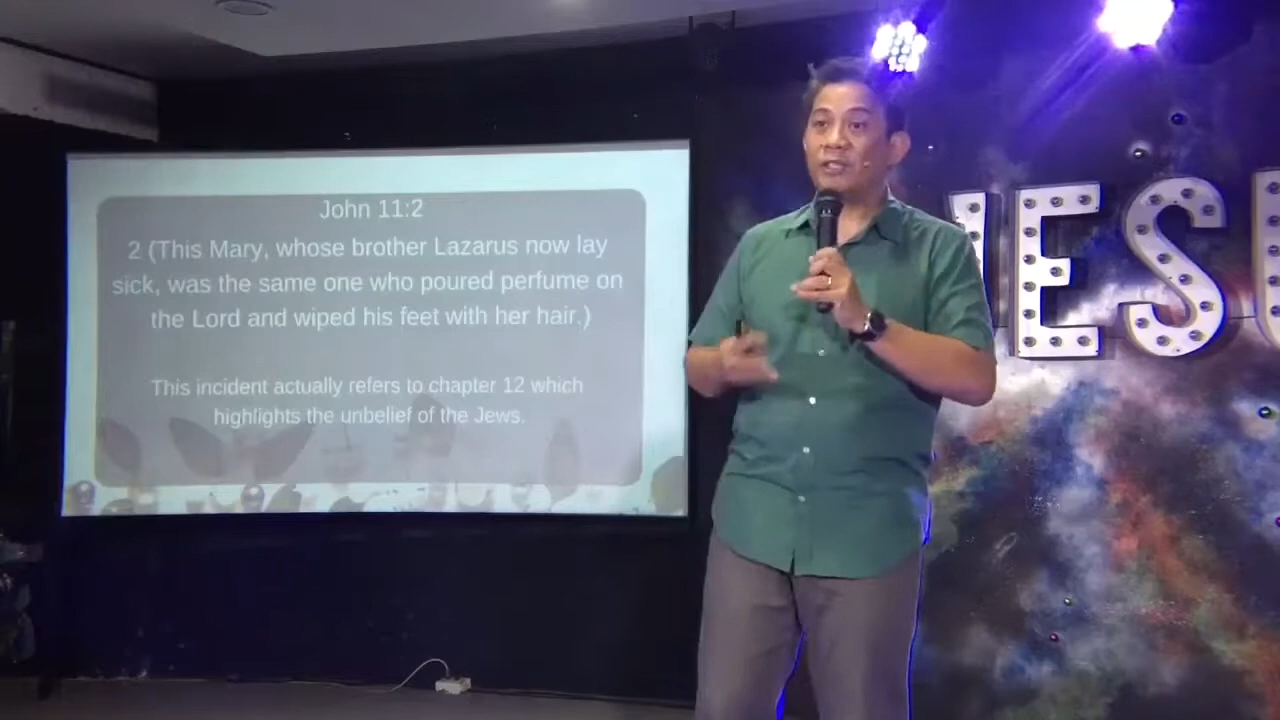 John 11:2
2 (This Mary, whose brother Lazarus now lay
sick, was the same one who poured perfume on
the Lord and wiped his feet with her hair.)
This incident actually refers to chapter 12 which
highlights the unbelief of the Jews.
JESU